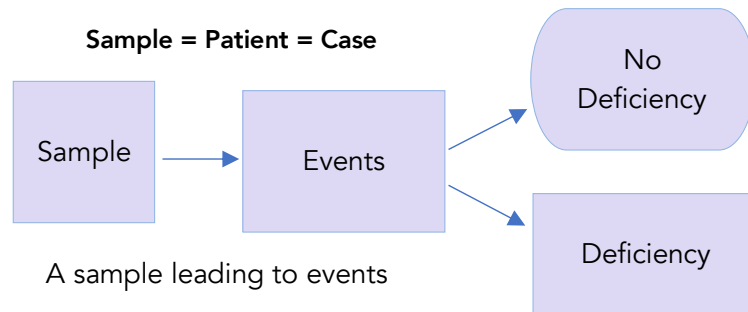 Sample = Patient = Case
No
Deficiency
Sample
Events
Deficiency
A sample leading to events